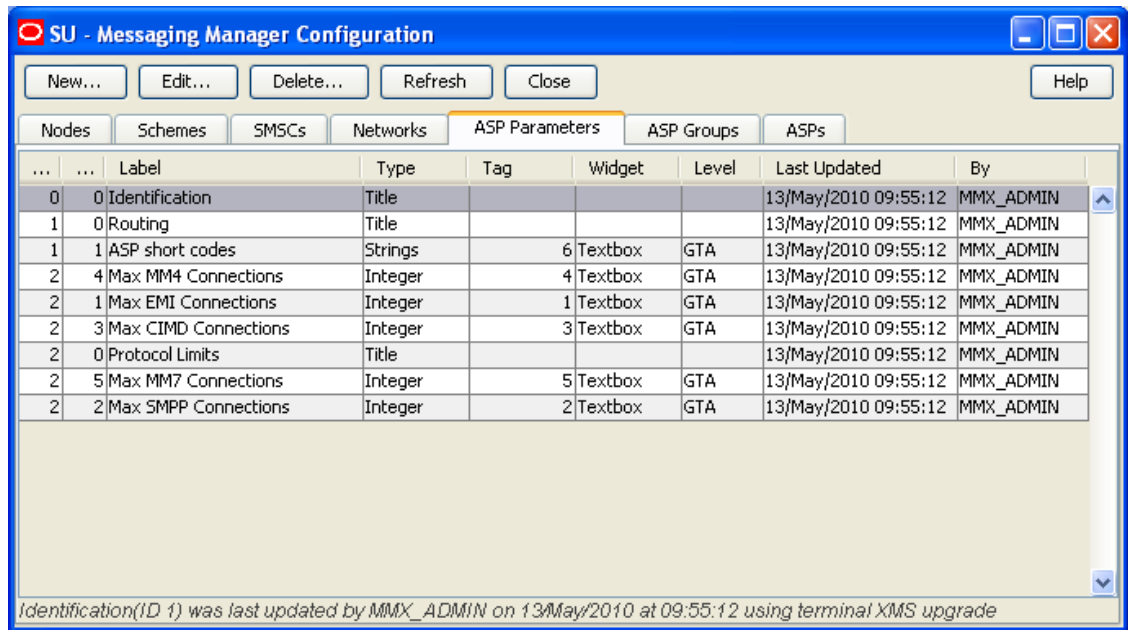 SU - Messaging Manager Configuration
New... Edit... Delete... Refresh Close Help
Nodes Schemes SMSCs Networks ASP Parameters ASP Groups ASPs
... ... Label Type Tag Widget Level Last Updated By
0 0 Identification Title 13/May/2010 09:55:12 MMX_ADMIN
1 0 Routing Title 13/May/2010 09:55:12 MMX_ADMIN
1 1 ASP short codes Strings 6 Textbox GTA 13/May/2010 09:55:12 MMX_ADMIN
2 4 Max MM4 Connections Integer 4 Textbox GTA 13/May/2010 09:55:12 MMX_ADMIN
2 1 Max EMI Connections Integer 1 Textbox GTA 13/May/2010 09:55:12 MMX_ADMIN
2 3 Max CIMD Connections Integer 3 Textbox GTA 13/May/2010 09:55:12 MMX_ADMIN
2 0 Protocol Limits Title 13/May/2010 09:55:12 MMX_ADMIN
2 5 Max MM7 Connections Integer 5 Textbox GTA 13/May/2010 09:55:12 MMX_ADMIN
2 2 Max SMPP Connections Integer 2 Textbox GTA 13/May/2010 09:55:12 MMX_ADMIN
Identification(ID 1) was last updated by MMX_ADMIN on 13/May/2010 at 09:55:12 using terminal XMS upgrade